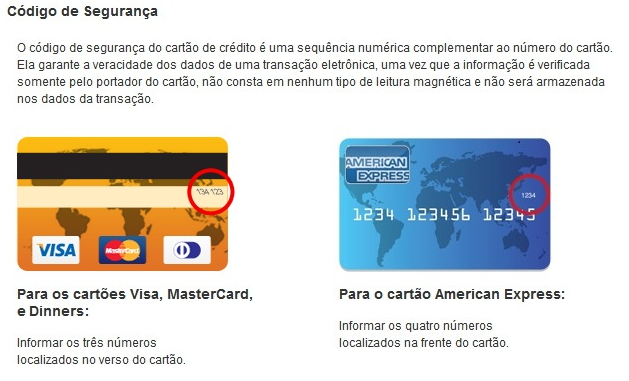 Código de Segurança
O código de segurança do cartão de crédito é uma sequência numérica complementar ao número do cartão.
Ela garante a veracidade dos dados de uma transação eletrônica, uma vez que a informação é verificada
somente pelo portador do cartão, não consta em nenhum tipo de leitura magnética e não será armazenada
nos dados da transação.
*3A *23
VISA MasterCard
AMERICAN
EXPRESS
1234
1234 123456 12345
Para os cartões Visa, MasterCard,
e Dinners:
Informar os três números
localizados no verso do cartão.
Para o cartão American Express:
Informar os quatro números
localizados na frente do cartão.